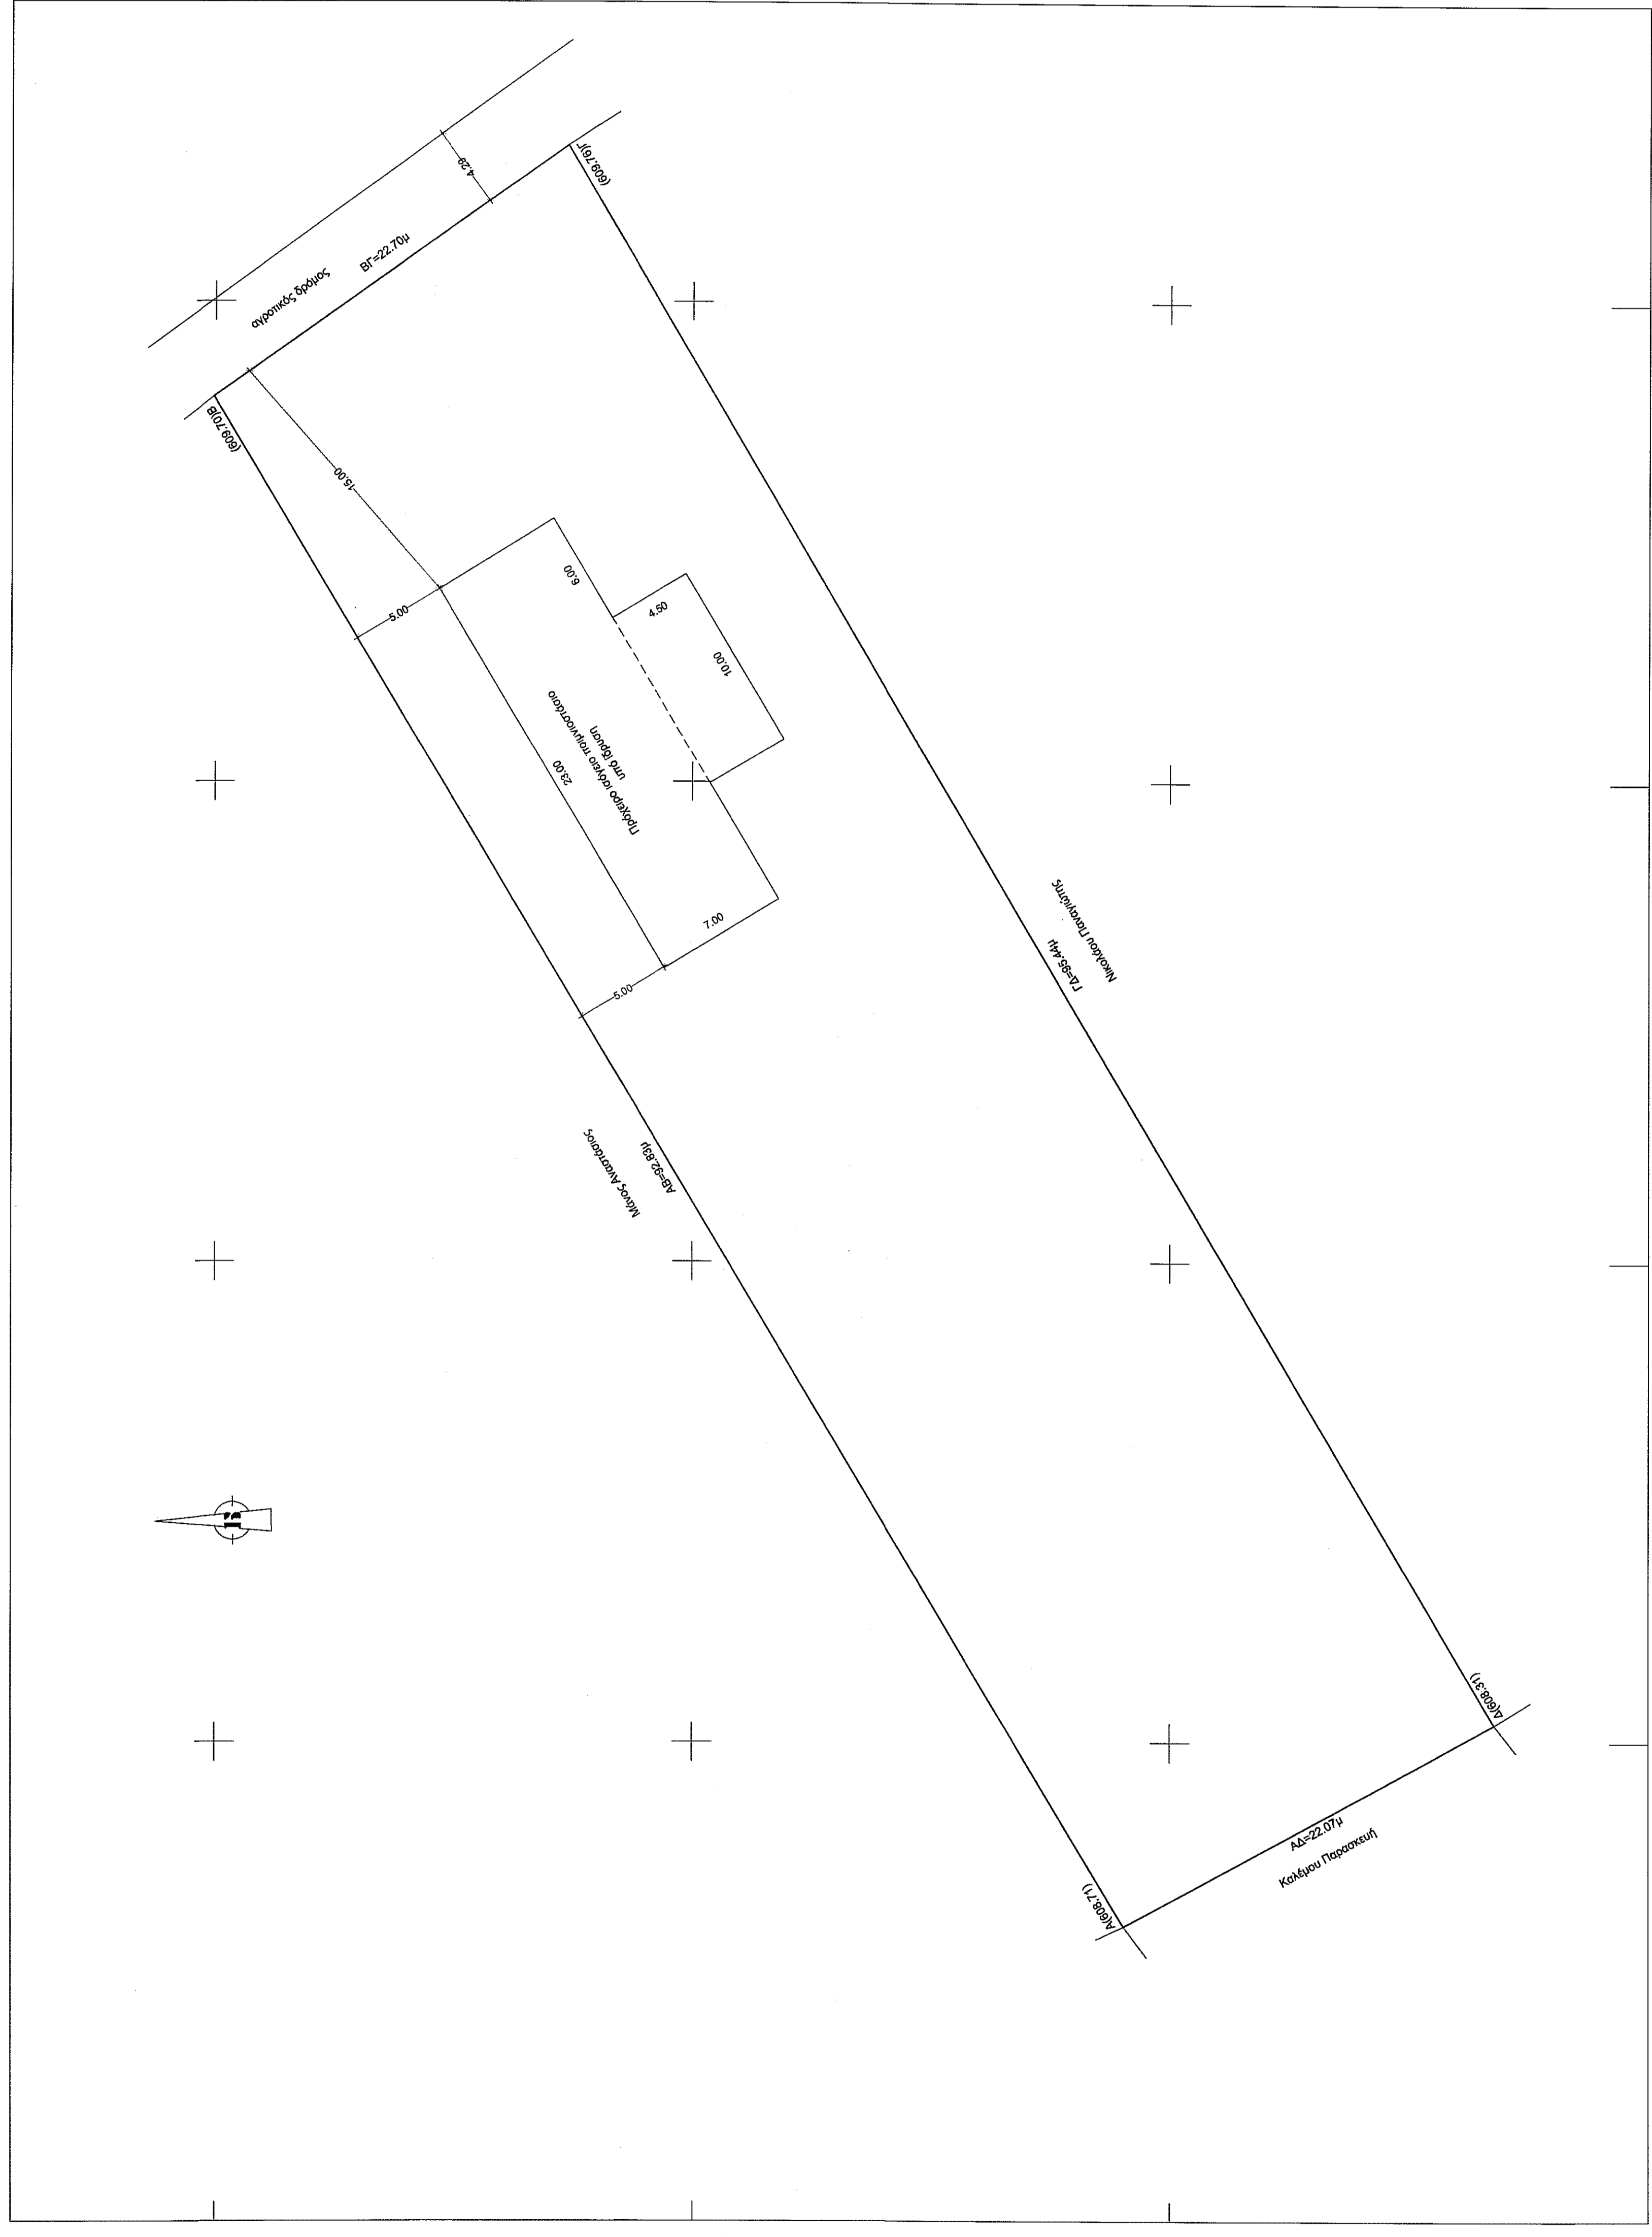 4.29
(609.76)Γ
ΒΓ=22.70μ
αγροτικός δρόμος
(609.70)Β
15.00
5.00
6.00
4.50
10.00
Πρόχειρο ισόγειο ποιμνιοστάσιο
υπό ίδρυση
23.00
7.00
5.00
Νικολάου Παναγιώτης
ΓΔ=95.44μ
Μάνος Αναστάσιος
ΑΒ=92.83μ
Β
Δ(608.31)
ΑΔ=22.07μ
Καλέμου Παρασκευή
Α(608.71)